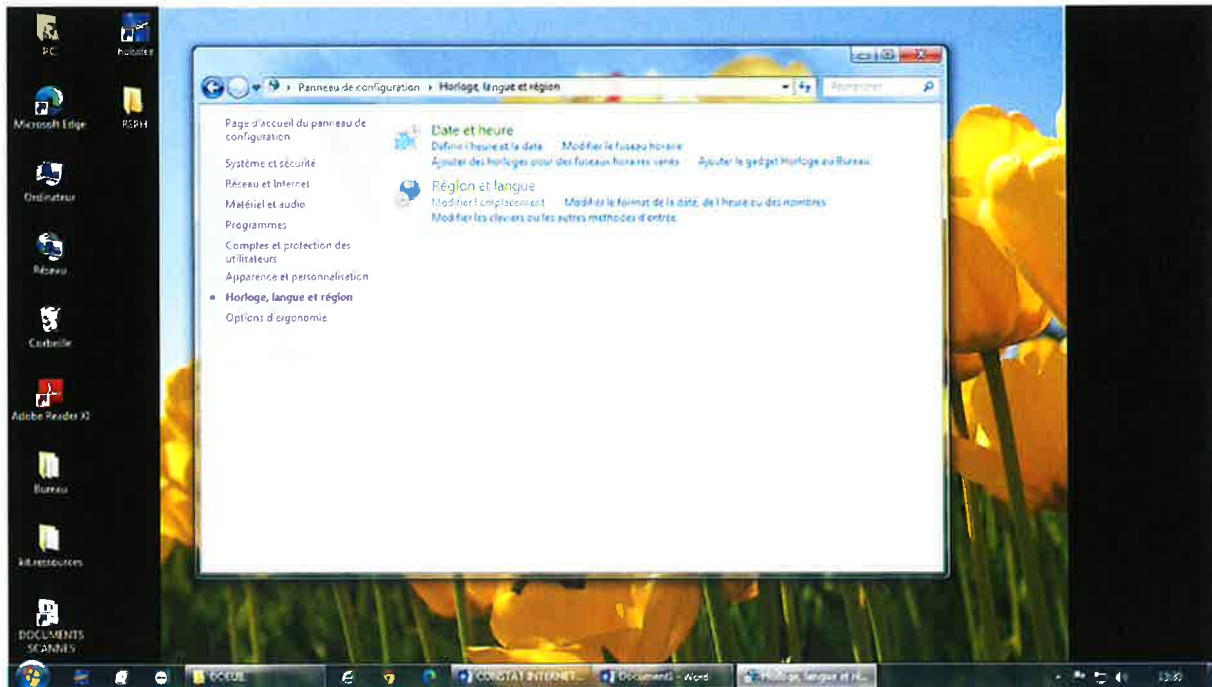 PC
Microsoft Edge
Ordinateur
Réseau
Corbeille
Adobe Reader XI
Bureau
kit.ressources
DOCUMENTS
SCANNES
Panneau de configuration
Horloge, langue et région
Rechercher
Page d'accueil du panneau de
configuration
Système et sécurité
Réseau et Internet
Matériel et audio
Programmes
Comptes et protection des
utilisateurs
Apparence et personnalisation
Horloge, langue et région
Options d'ergonomie
Date et heure
Définir l'heure et la date Modifier le fuseau horaire
Ajouter des horloges pour des fuseaux horaires variés Ajouter le gadget Horloge au Bureau
Région et langue
Modifier l'emplacement Modifier le format de la date, de l'heure ou des nombres
Modifier les claviers ou les autres méthodes d'entrée
CONSTAT INTERNET...
Document1 - Word
Horloge, langue et ré...